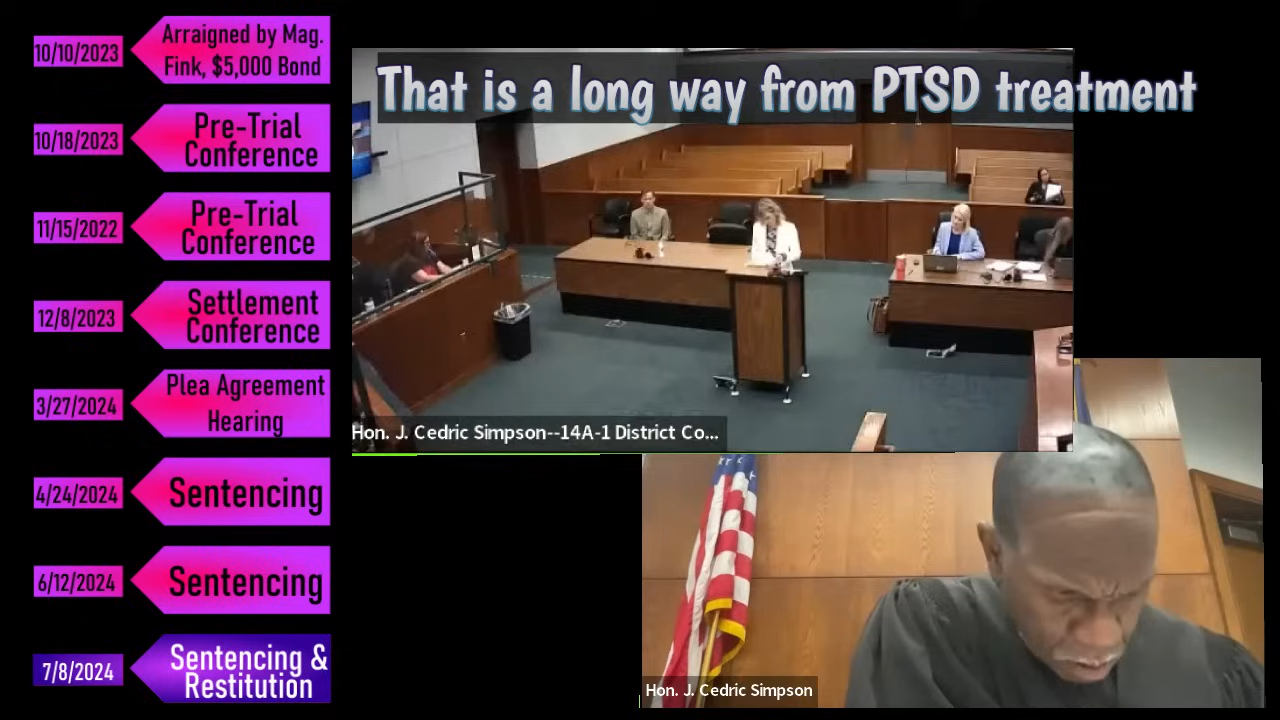 10/10/2023
Arraigned by Mag.
Fink, $5,000 Bond
10/18/2023
Pre-Trial
Conference
11/15/2022
Pre-Trial
Conference
12/8/2023
Settlement
Conference
3/27/2024
Plea Agreement
Hearing
4/24/2024
Sentencing
6/12/2024
Sentencing
7/8/2024
Sentencing &
Restitution
That is a long way from PTSD treatment
Hon. J. Cedric Simpson--14A-1 District Co...
Hon. J. Cedric Simpson